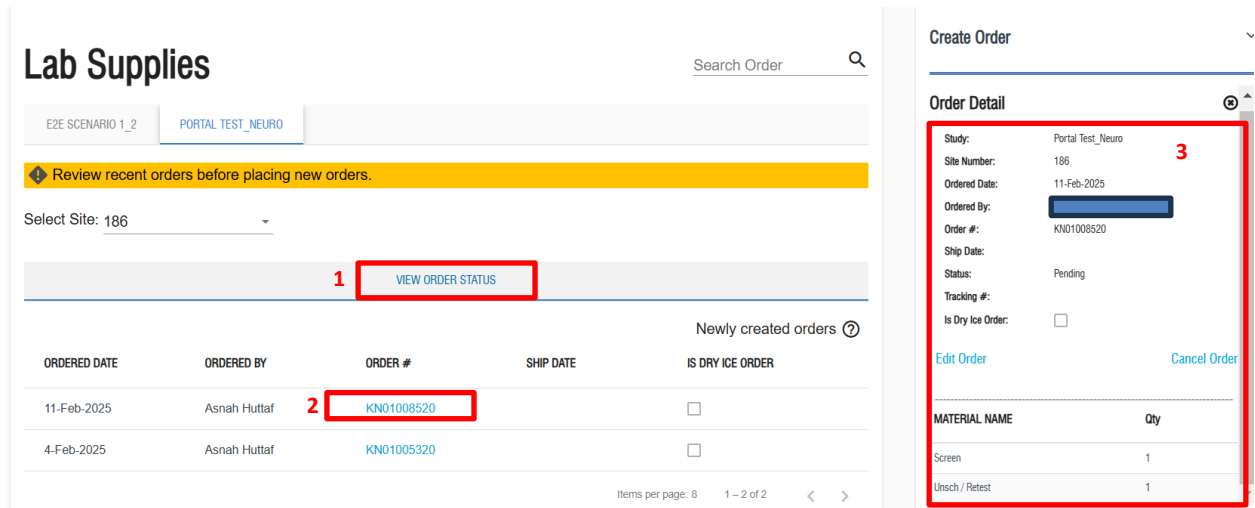 Lab Supplies
Search Order
E2E SCENARIO 1_2 PORTAL TEST_NEURO
Review recent orders before placing new orders.
Select Site: 186
1 VIEW ORDER STATUS
Newly created orders ?
ORDERED DATE ORDERED BY ORDER # SHIP DATE IS DRY ICE ORDER
11-Feb-2025 Asnah Huttaf 2 KN01008520
4-Feb-2025 Asnah Huttaf KN01005320
Items per page: 8 1 – 2 of 2
Create Order
Order Detail
3
Study: Portal Test_Neuro
Site Number: 186
Ordered Date: 11-Feb-2025
Ordered By:
Order #: KN01008520
Ship Date:
Status: Pending
Tracking #:
Is Dry Ice Order:
Edit Order Cancel Order
MATERIAL NAME Qty
Screen 1
Unsch / Retest 1